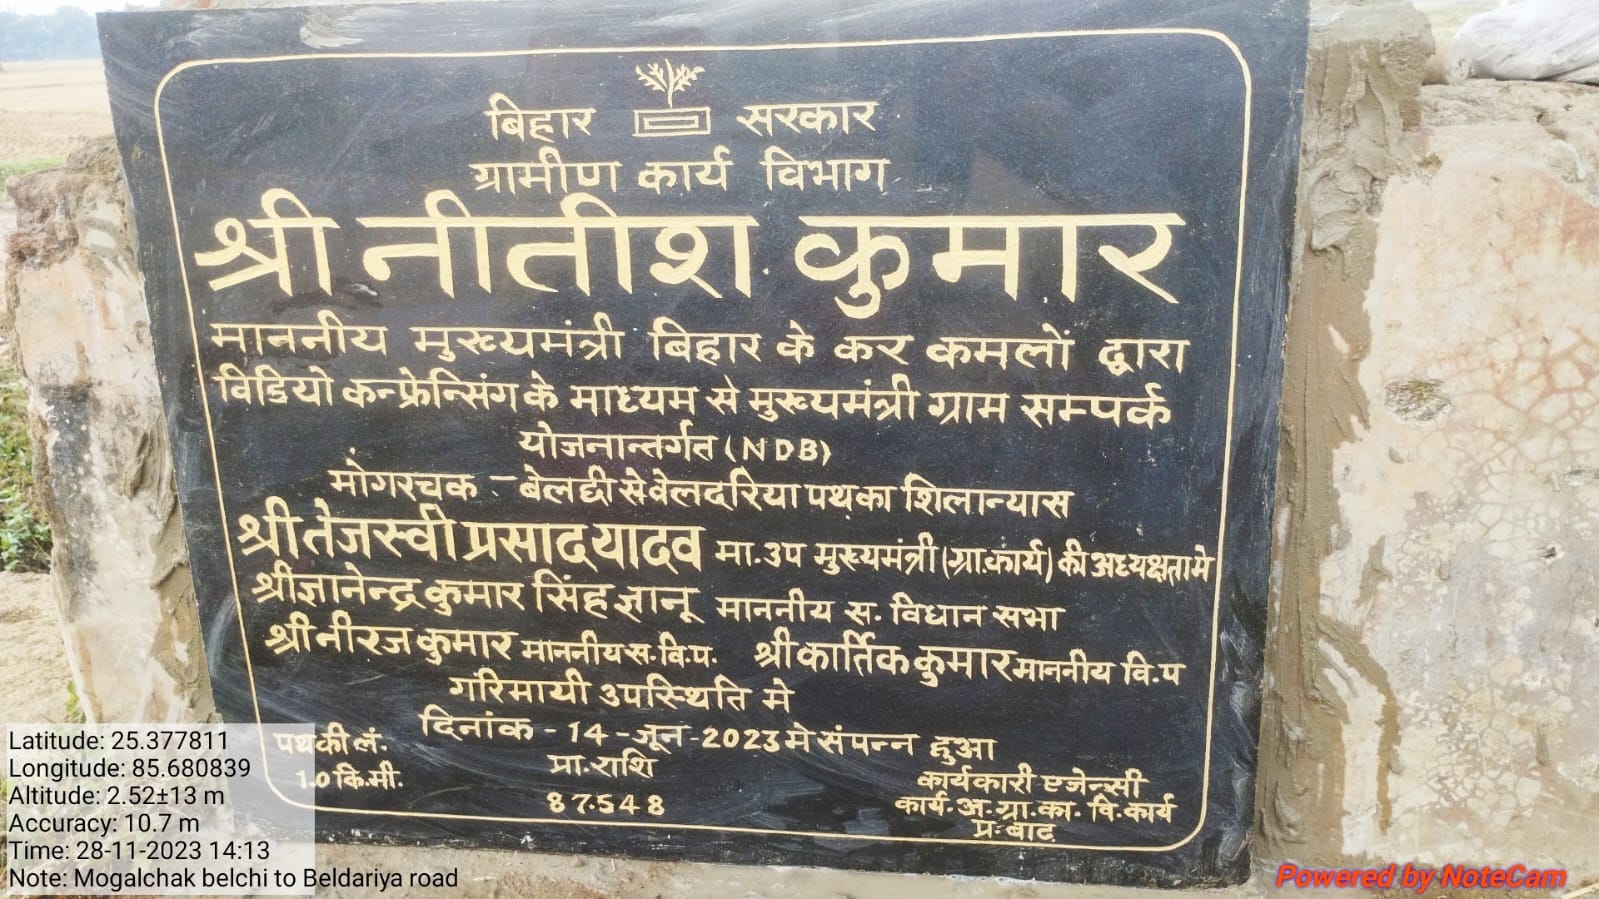 बिहार सरकार
ग्रामीण कार्य विभाग
श्री नीतीश कुमार
माननीय मुख्यमंत्री बिहार के कर कमलों द्वारा
विडियो कन्फ्रेन्सिंग के माध्यम से मुख्यमंत्री ग्राम सम्पर्क
योजनान्तर्गत (NDB)
मोगरचक - बेलद्दी से वेलदरिया पथ का शिलान्यास
श्री तेजस्वी प्रसाद यादव मा. उप मुख्यमंत्री (ग्रा.कार्य) की अध्यक्षता मे
श्री ज्ञानेन्द्र कुमार सिंह ज्ञानू माननीय स. विधान सभा
श्री नीरज कुमार माननीय स.वि.प. श्री कार्तिक कुमार माननीय वि.प
गरिमायी उपस्थिति मे
दिनांक - 14 - जून - 2023 मे संपन्न हुआ
पथ की लं.
1.0 कि.मी.
प्रा.राशि
87.548
कार्यकारी एजेन्सी
कार्य. अ. ग्रा. का. वि. कार्य
प्र: बाढ़
Latitude: 25.377811
Longitude: 85.680839
Altitude: 2.52±13 m
Accuracy: 10.7 m
Time: 28-11-2023 14:13
Note: Mogalchak belchi to Beldariya road
Powered by NoteCam